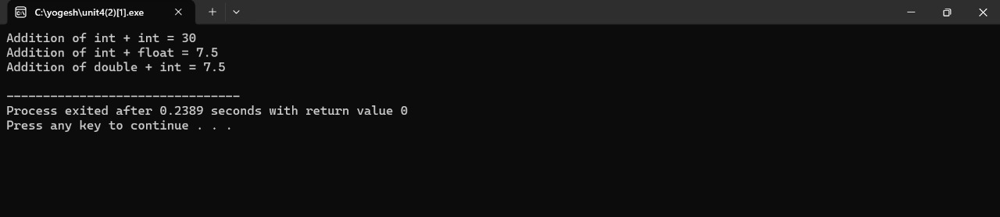 C:\yogesh\unit4(2)[1].exe
Addition of int + int = 30
Addition of int + float = 7.5
Addition of double + int = 7.5
--------------------------------
Process exited after 0.2389 seconds with return value 0
Press any key to continue . . .